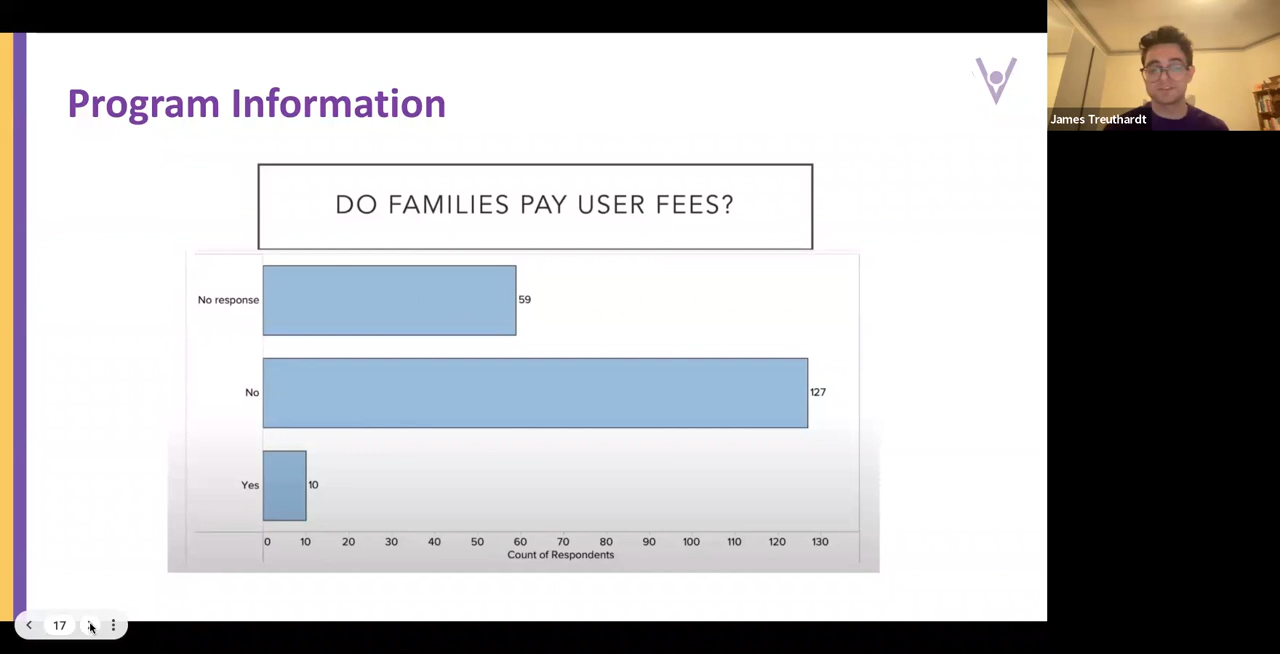 Program Information
James Treuthardt
DO FAMILIES PAY USER FEES?
No response
59
No
127
Yes
10
0 10 20 30 40 50 60 70 80 90 100 110 120 130
Count of Respondents
17